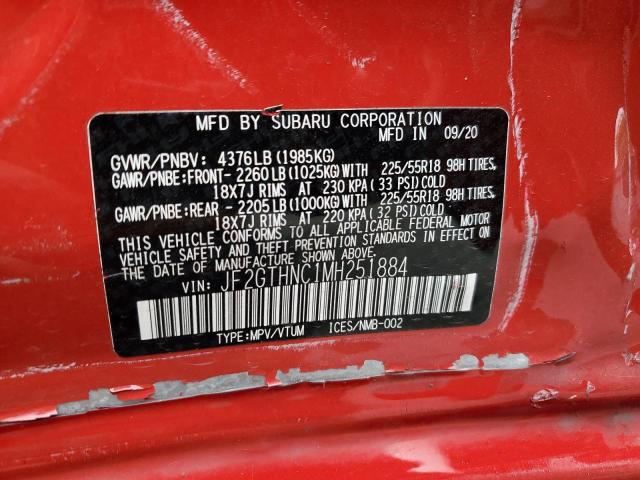 MFD BY SUBARU CORPORATION
MFD IN 09/20
GVWR/PNBV: 4376LB (1985KG)
GAWR/PNBE:FRONT- 2260LB (1025KG)WITH 225/55R18 98H TIRES,
18X7J RIMS AT 230 KPA (33 PSI) COLD
GAWR/PNBE:REAR - 2205LB (1000KG)WITH 225/55R18 98H TIRES,
18X7J RIMS AT 220 KPA (32 PSI) COLD
THIS VEHICLE CONFORMS TO ALL APPLICABLE FEDERAL MOTOR
VEHICLE SAFETY AND THEFT PREVENTION STANDARDS IN EFFECT
ON THE DATE OF MANUFACTURE SHOWN ABOVE.
VIN: JF2GTHNC1MH251884
TYPE:MPV/VTUM ICES/NMB-002